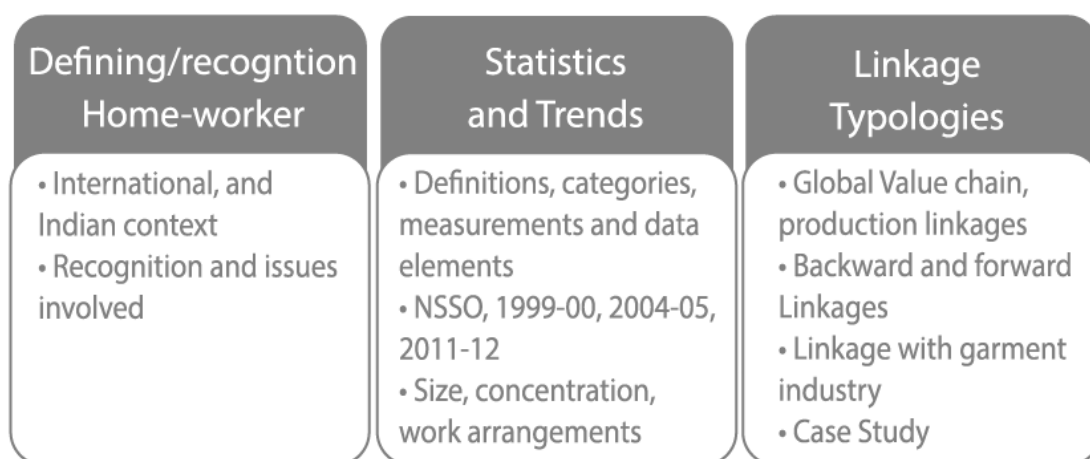 Defining/recogntion
Home-worker
• International, and
Indian context
• Recognition and issues
involved
Statistics
and Trends
• Definitions, categories,
measurements and data
elements
• NSSO, 1999-00, 2004-05,
2011-12
• Size, concentration,
work arrangements
Linkage
Typologies
• Global Value chain,
production linkages
• Backward and forward
Linkages
• Linkage with garment
industry
• Case Study